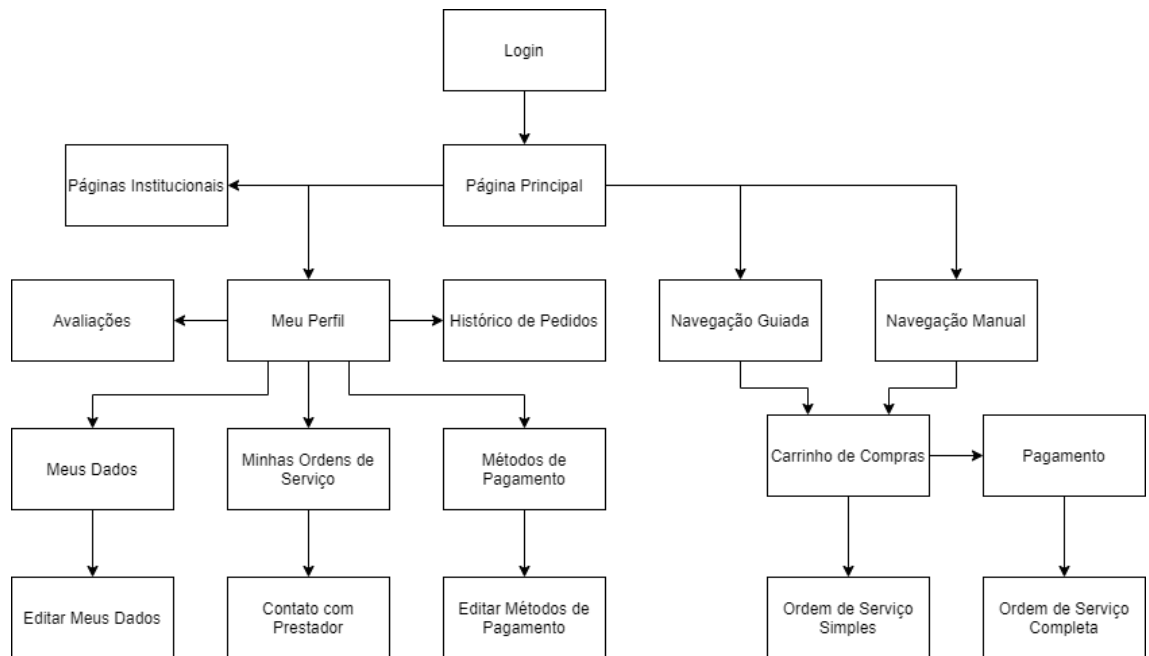 Login
Páginas Institucionais
Página Principal
Avaliações
Meu Perfil
Histórico de Pedidos
Navegação Guiada
Navegação Manual
Meus Dados
Minhas Ordens de
Serviço
Métodos de
Pagamento
Carrinho de Compras
Pagamento
Editar Meus Dados
Contato com
Prestador
Editar Métodos de
Pagamento
Ordem de Serviço
Simples
Ordem de Serviço
Completa